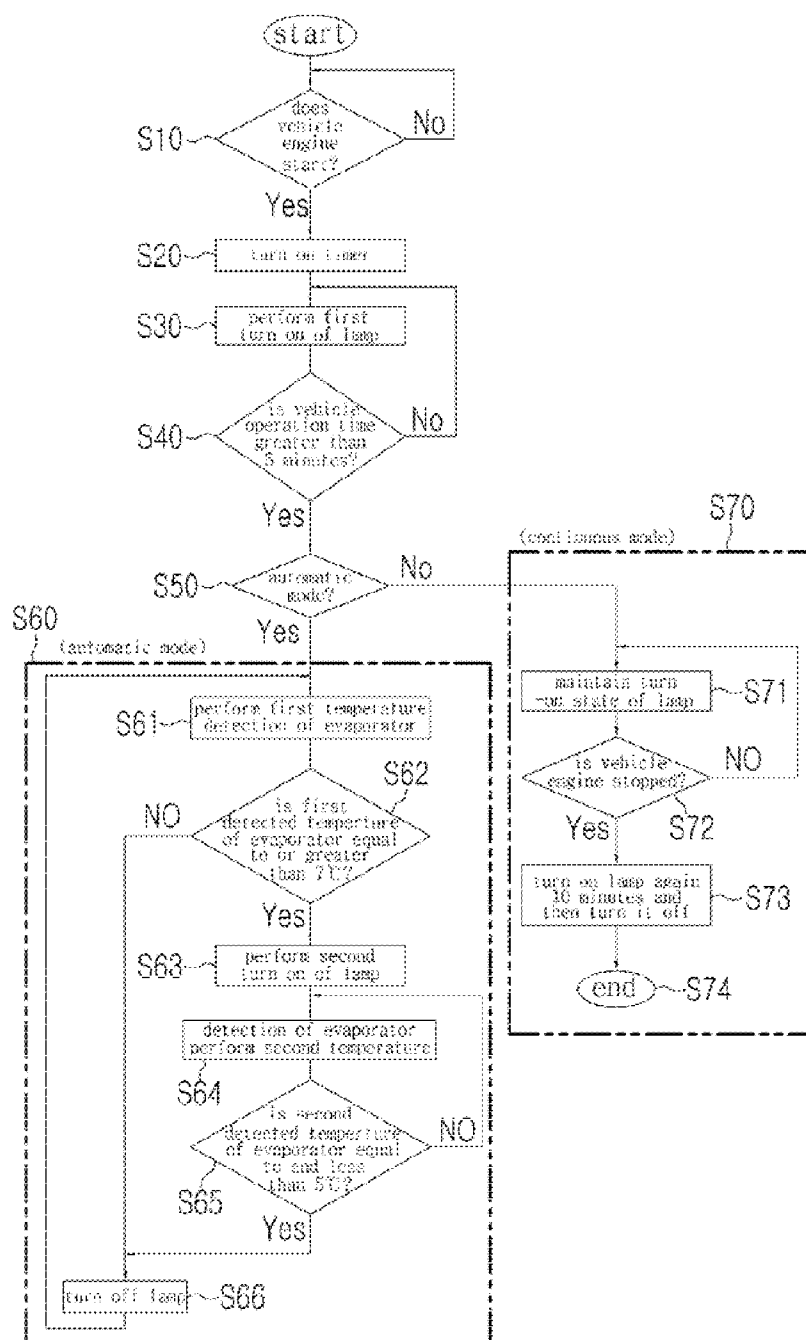 start
does
vehicle
engine
start?
No
S10
Yes
S20
turn on timer
S30
perform first
turn on of lamp
is vehicle
operation time
greater than
minutes?
No
S40
Yes
S50
automatic
mode?
No
Yes
S60
(automatic mode)
S61
perform first temperature
detection of evaporator
S62
is first
detected temperture
of evaporator equal
to or greater
than 7℃?
NO
Yes
S63
perform second
turn on of lamp
detection of evaporator
perform second temperature
S64
is second
detected temperture
of evaporator equal
to and less
than 5℃?
NO
S65
Yes
turn off lamp
S66
S70
(continuous mode)
maintain turn
-on state of lamp
S71
is vehicle
engine stopped?
NO
S72
Yes
turn on lamp again
10 minutes and
then turn it off
S73
end
S74